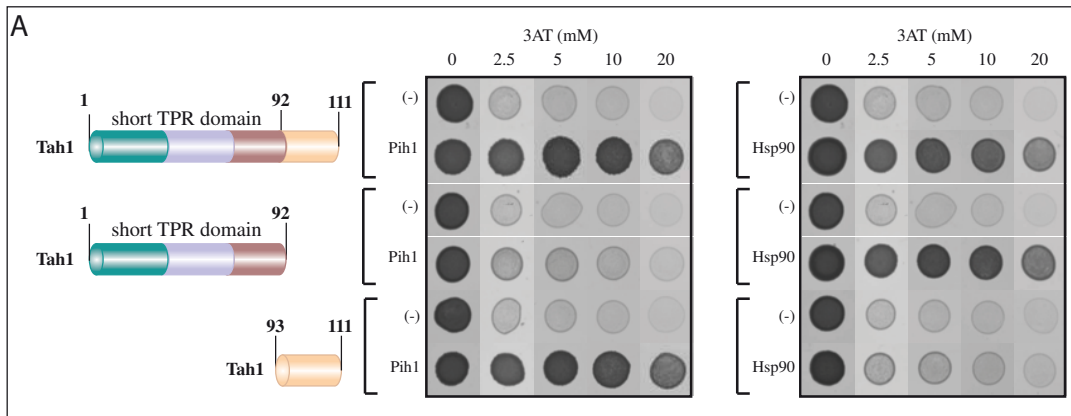 A
3AT (mM)
0 2.5 5 10 20
3AT (mM)
0 2.5 5 10 20
1 short TPR domain 92 111
Tah1
(-)
Pih1
(-)
Hsp90
1 short TPR domain 92
Tah1
(-)
Pih1
(-)
Hsp90
93 111
Tah1
(-)
Pih1
(-)
Hsp90